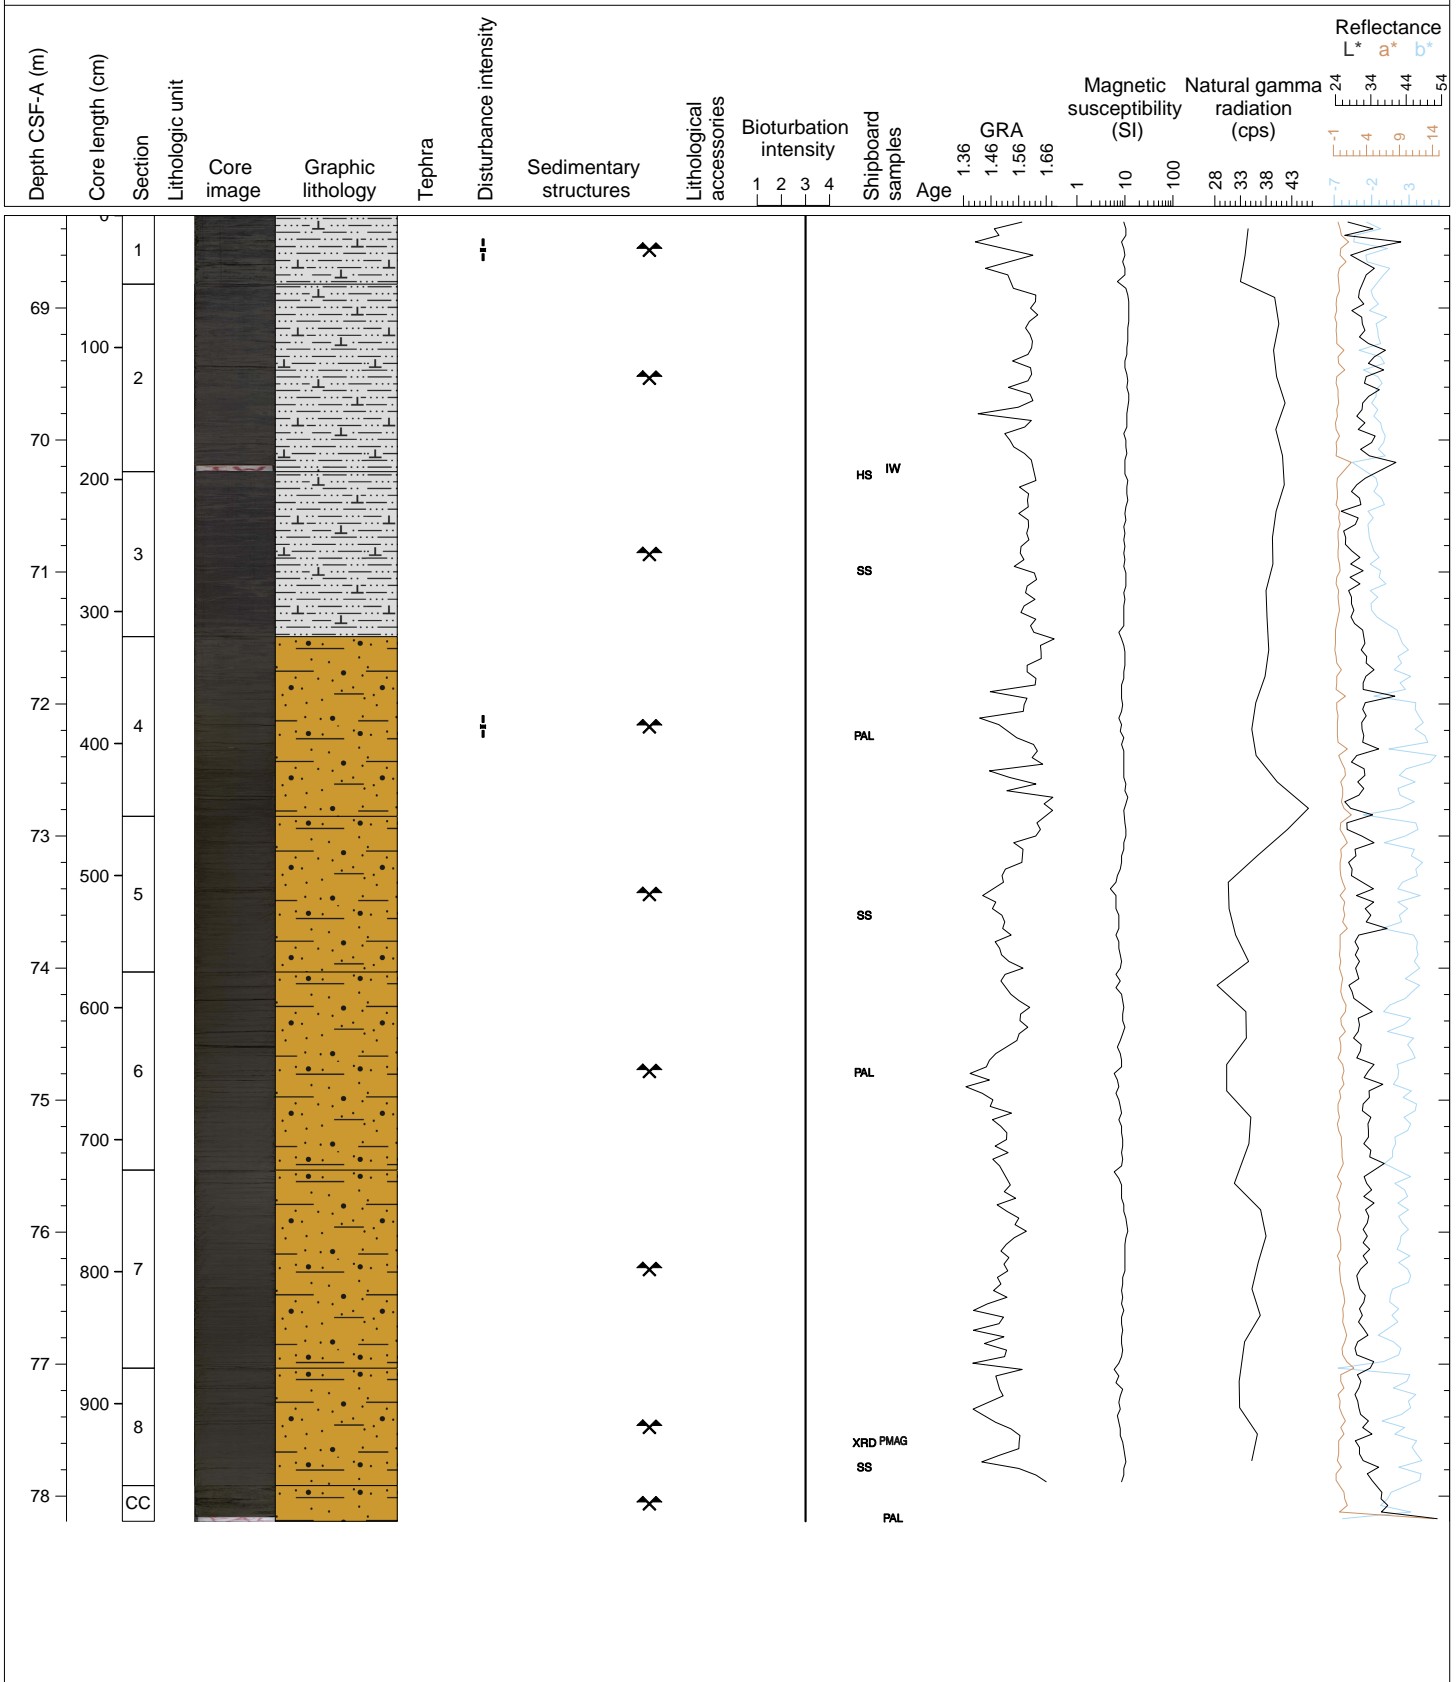 Depth CSF-A (m)
Core length (cm)
Section
Lithologic unit
Core
image
Graphic
lithology
Tephra
Disturbance intensity
Sedimentary
structures
Lithological
accessories
Bioturbation
intensity
1 2 3 4
Shipboard
samples
Age
GRA
1.36 1.46 1.56 1.66
Magnetic
susceptibility
(SI)
1 10 100
Natural gamma
radiation
(cps)
28 33 38 43
Reflectance
L* a* b*
24 34 44 54
-1 4 9 14
-7 -2 3
0
1
69
100
2
70
200
HS IW
3
71
SS
300
72
4
PAL
400
73
500
5
SS
74
600
6
PAL
75
700
76
7
800
77
900
8
XRD PMAG
SS
78
CC
PAL